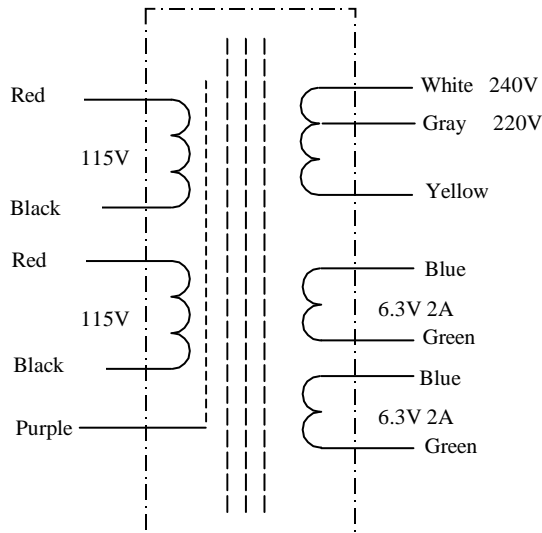 Red
115V
Black
Red
115V
Black
Purple
White 240V
Gray 220V
Yellow
Blue
6.3V 2A
Green
Blue
6.3V 2A
Green